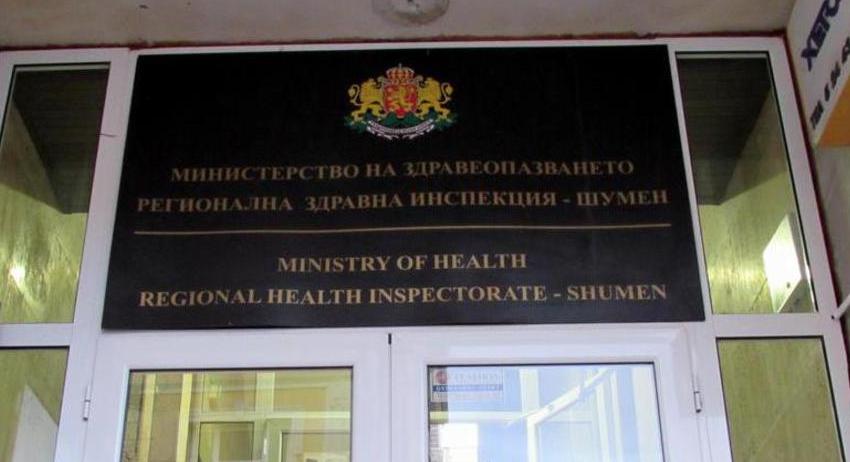 МИНИСТЕРСТВО НА ЗДРАВЕОПАЗВАНЕТО
РЕГИОНАЛНА ЗДРАВНА ИНСПЕКЦИЯ - ШУМЕН
MINISTRY OF HEALTH
REGIONAL HEALTH INSPECTORATE - SHUMEN